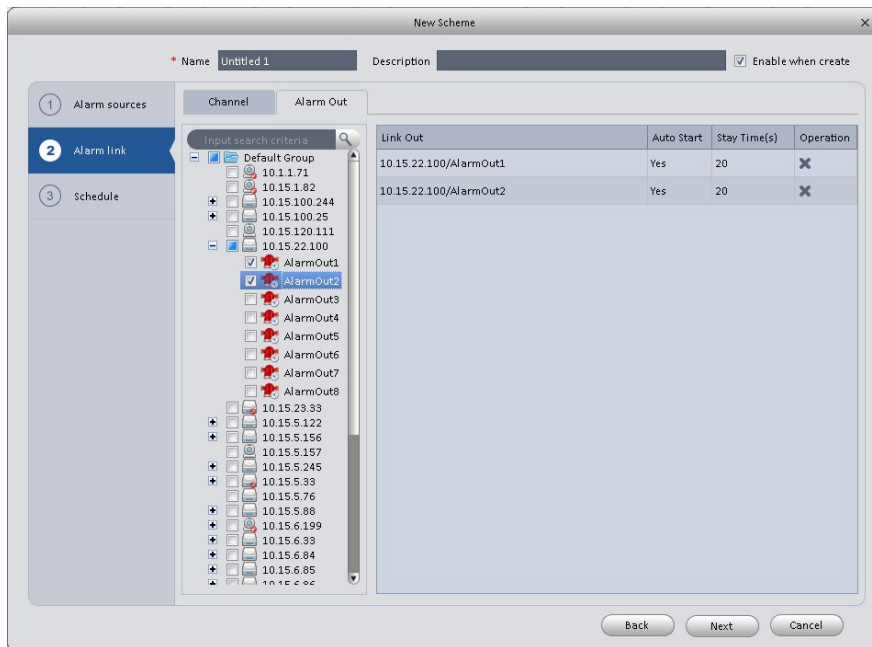 New Scheme
* Name Untitled 1 Description Enable when create
1 Alarm sources
2 Alarm link
3 Schedule
Channel Alarm Out
Input search criteria
Default Group
10.1.1.71
10.15.1.82
10.15.100.244
10.15.100.25
10.15.120.111
10.15.22.100
AlarmOut1
AlarmOut2
AlarmOut3
AlarmOut4
AlarmOut5
AlarmOut6
AlarmOut7
AlarmOut8
10.15.23.33
10.15.5.122
10.15.5.156
10.15.5.157
10.15.5.245
10.15.5.33
10.15.5.76
10.15.5.88
10.15.6.199
10.15.6.33
10.15.6.84
10.15.6.85
Link Out Auto Start Stay Time(s) Operation
10.15.22.100/AlarmOut1 Yes 20
10.15.22.100/AlarmOut2 Yes 20
Back Next Cancel